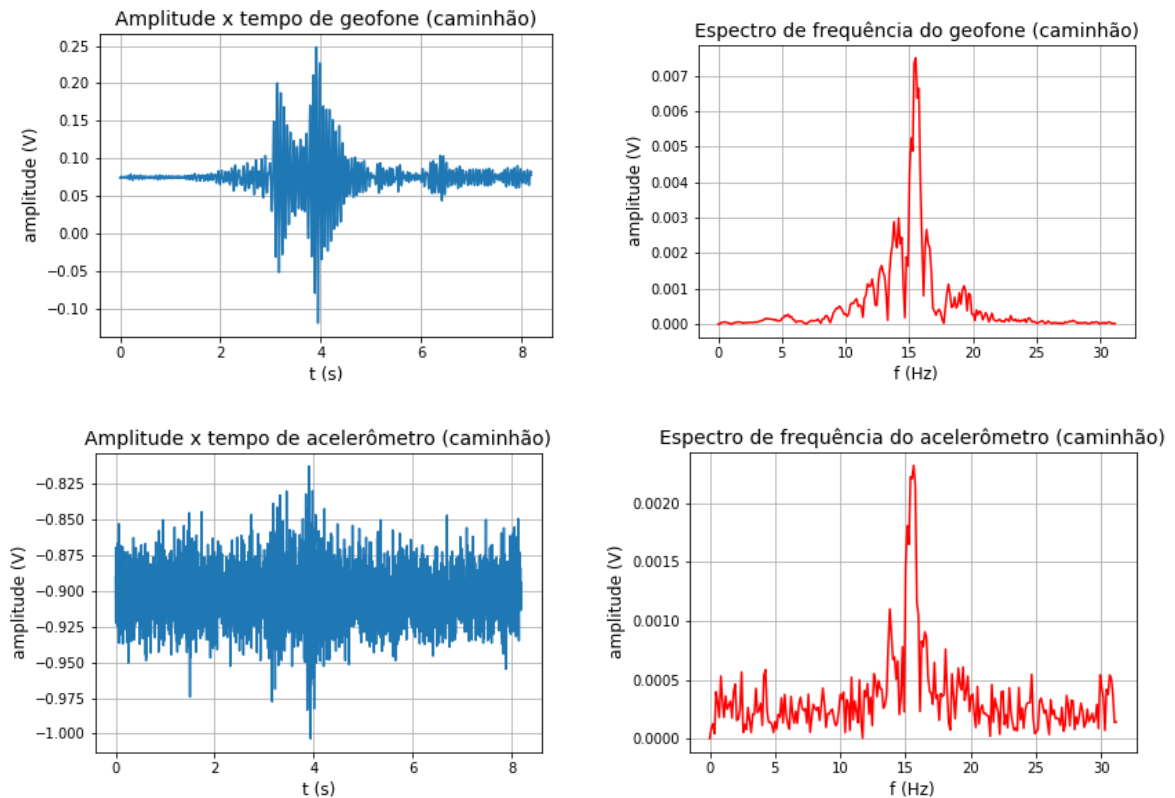 Amplitude x tempo de geofone (caminhão)
0.25
0.20
0.15
0.10
0.05
0.00
−0.05
−0.10
amplitude (V)
0 2 4 6 8
t (s)
Espectro de frequência do geofone (caminhão)
0.007
0.006
0.005
0.004
0.003
0.002
0.001
0.000
amplitude (V)
0 5 10 15 20 25 30
f (Hz)
Amplitude x tempo de acelerômetro (caminhão)
−0.825
−0.850
−0.875
−0.900
−0.925
−0.950
−0.975
−1.000
amplitude (V)
0 2 4 6 8
t (s)
Espectro de frequência do acelerômetro (caminhão)
0.0020
0.0015
0.0010
0.0005
0.0000
amplitude (V)
0 5 10 15 20 25 30
f (Hz)